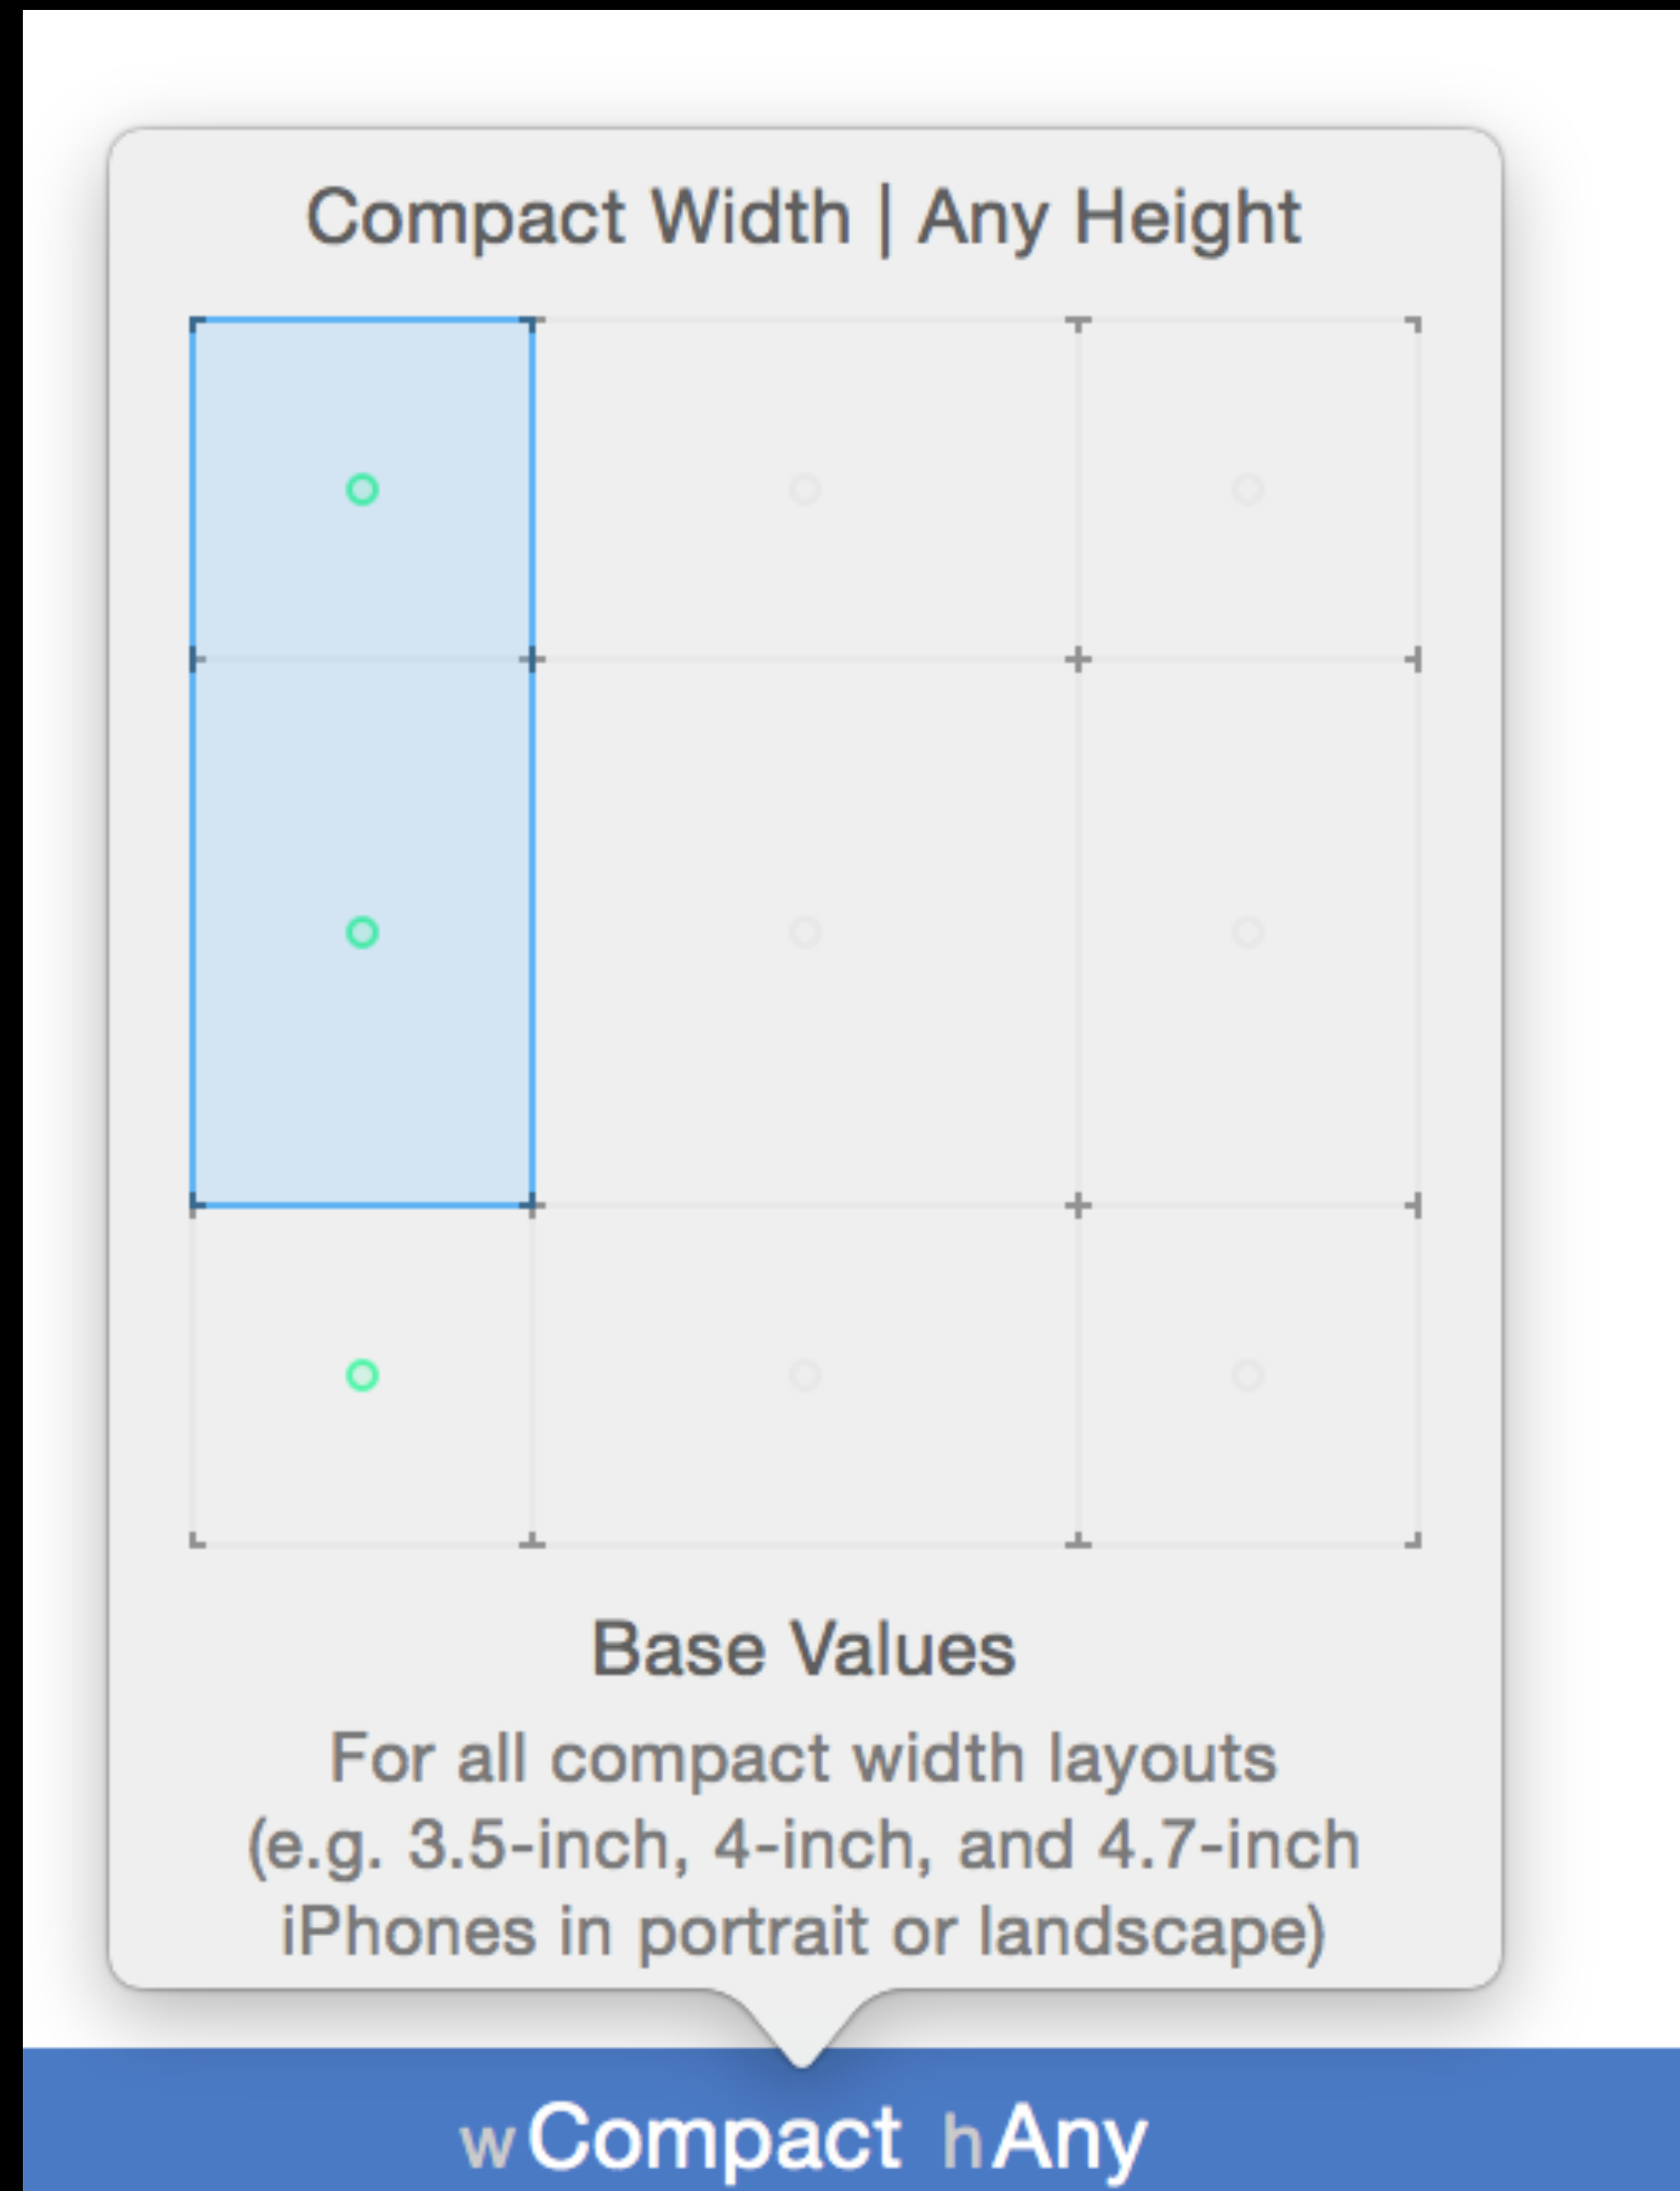 Compact Width | Any Height
Base Values
For all compact width layouts
(e.g. 3.5-inch, 4-inch, and 4.7-inch
iPhones in portrait or landscape)
wCompact hAny